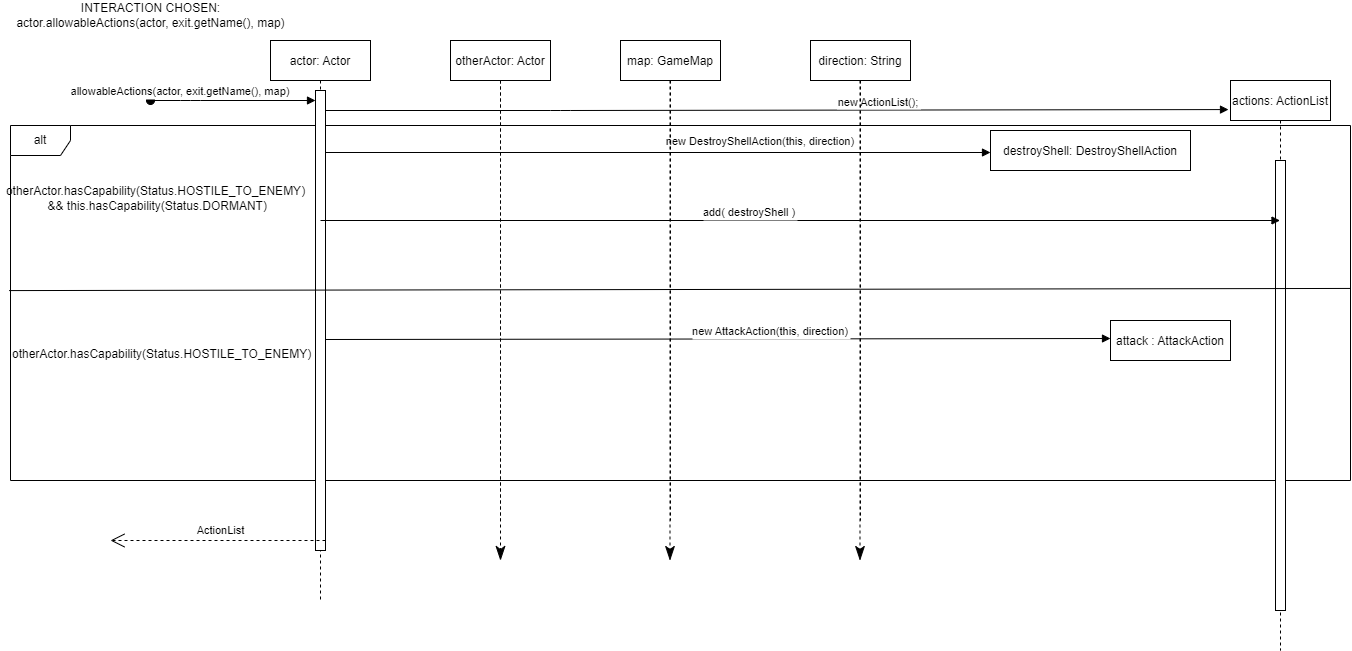 INTERACTION CHOSEN:
actor.allowableActions(actor, exit.getName(), map)
actor: Actor
otherActor: Actor
map: GameMap
direction: String
actions: ActionList
allowableActions(actor, exit.getName(), map)
new ActionList();
alt
new DestroyShellAction(this, direction)
destroyShell: DestroyShellAction
otherActor.hasCapability(Status.HOSTILE_TO_ENEMY)
&& this.hasCapability(Status.DORMANT)
add( destroyShell )
new AttackAction(this, direction)
attack : AttackAction
otherActor.hasCapability(Status.HOSTILE_TO_ENEMY)
ActionList